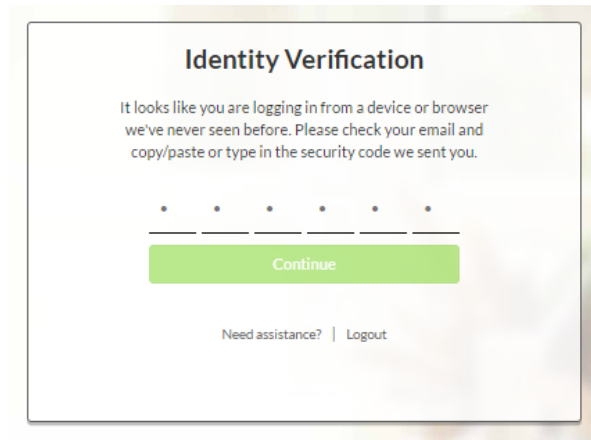 Identity Verification
It looks like you are logging in from a device or browser
we've never seen before. Please check your email and
copy/paste or type in the security code we sent you.
• • • • • •
Continue
Need assistance? | Logout